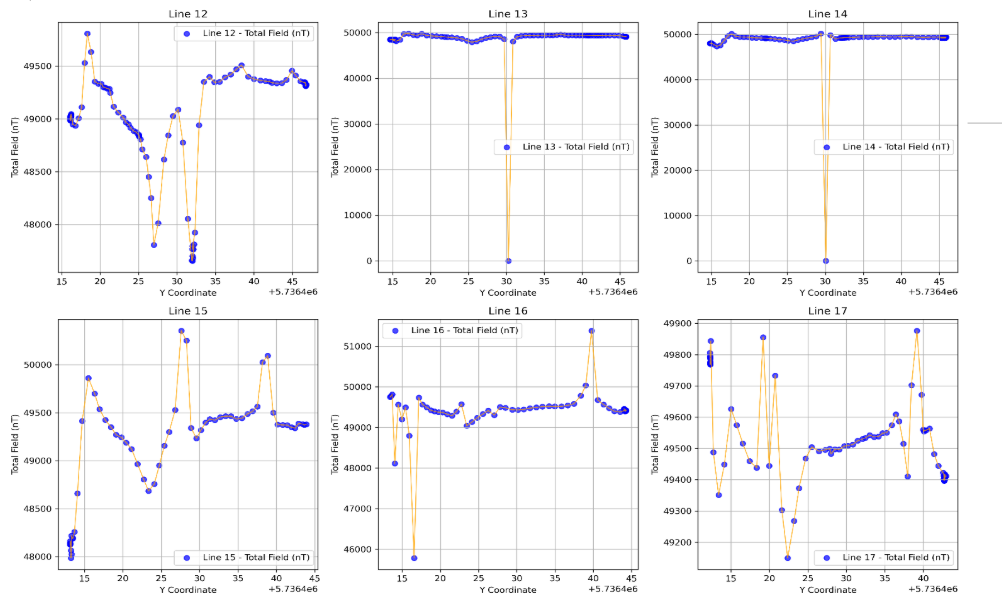 Line 12
Line 13
Line 14
Line 12 - Total Field (nT)
Line 13 - Total Field (nT)
Line 14 - Total Field (nT)
Total Field (nT)
49500
49000
48500
48000
Total Field (nT)
50000
40000
30000
20000
10000
0
Total Field (nT)
50000
40000
30000
20000
10000
0
15 20 25 30 35 40 45
+5.7364e6
Y Coordinate
15 20 25 30 35 40 45
+5.7364e6
Y Coordinate
15 20 25 30 35 40 45
+5.7364e6
Y Coordinate
Line 15
Line 16
Line 17
Line 15 - Total Field (nT)
Line 16 - Total Field (nT)
Line 17 - Total Field (nT)
Total Field (nT)
50000
49500
49000
48500
48000
Total Field (nT)
51000
50000
49000
48000
47000
46000
Total Field (nT)
49900
49800
49700
49600
49500
49400
49300
49200
15 20 25 30 35 40 45
+5.7364e6
Y Coordinate
15 20 25 30 35 40 45
+5.7364e6
Y Coordinate
15 20 25 30 35 40
+5.7364e6
Y Coordinate